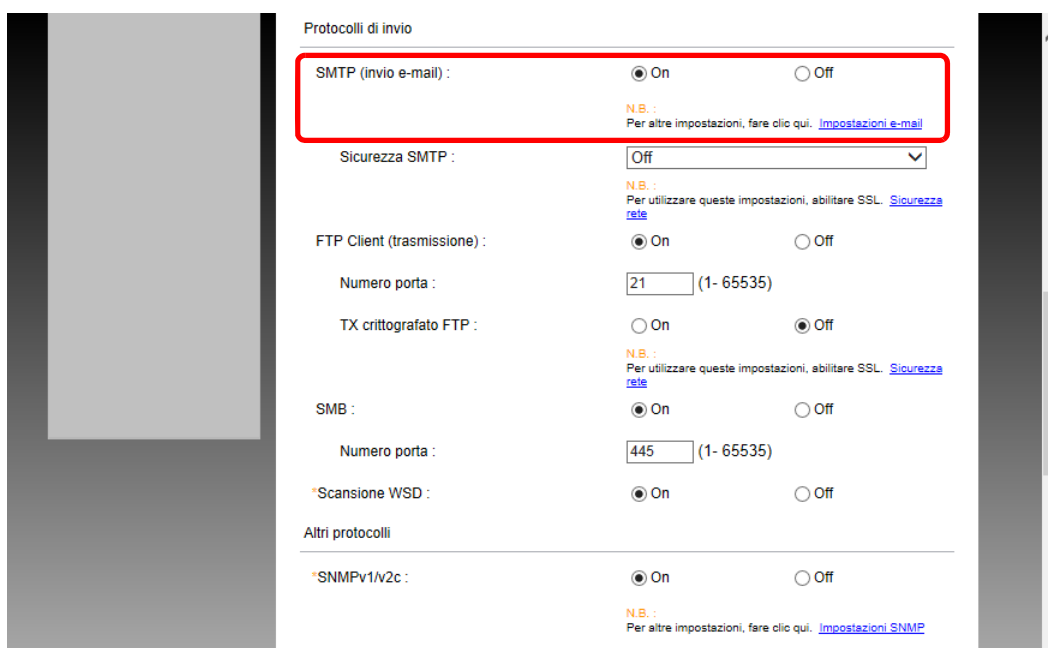 Protocolli di invio
SMTP (invio e-mail) : On Off
N.B. :
Per altre impostazioni, fare clic qui. Impostazioni e-mail
Sicurezza SMTP : Off
N.B. :
Per utilizzare queste impostazioni, abilitare SSL. Sicurezza
rete
FTP Client (trasmissione) : On Off
Numero porta : 21 (1- 65535)
TX crittografato FTP : On Off
N.B. :
Per utilizzare queste impostazioni, abilitare SSL. Sicurezza
rete
SMB : On Off
Numero porta : 445 (1- 65535)
*Scansione WSD : On Off
Altri protocolli
*SNMPv1/v2c : On Off
N.B. :
Per altre impostazioni, fare clic qui. Impostazioni SNMP